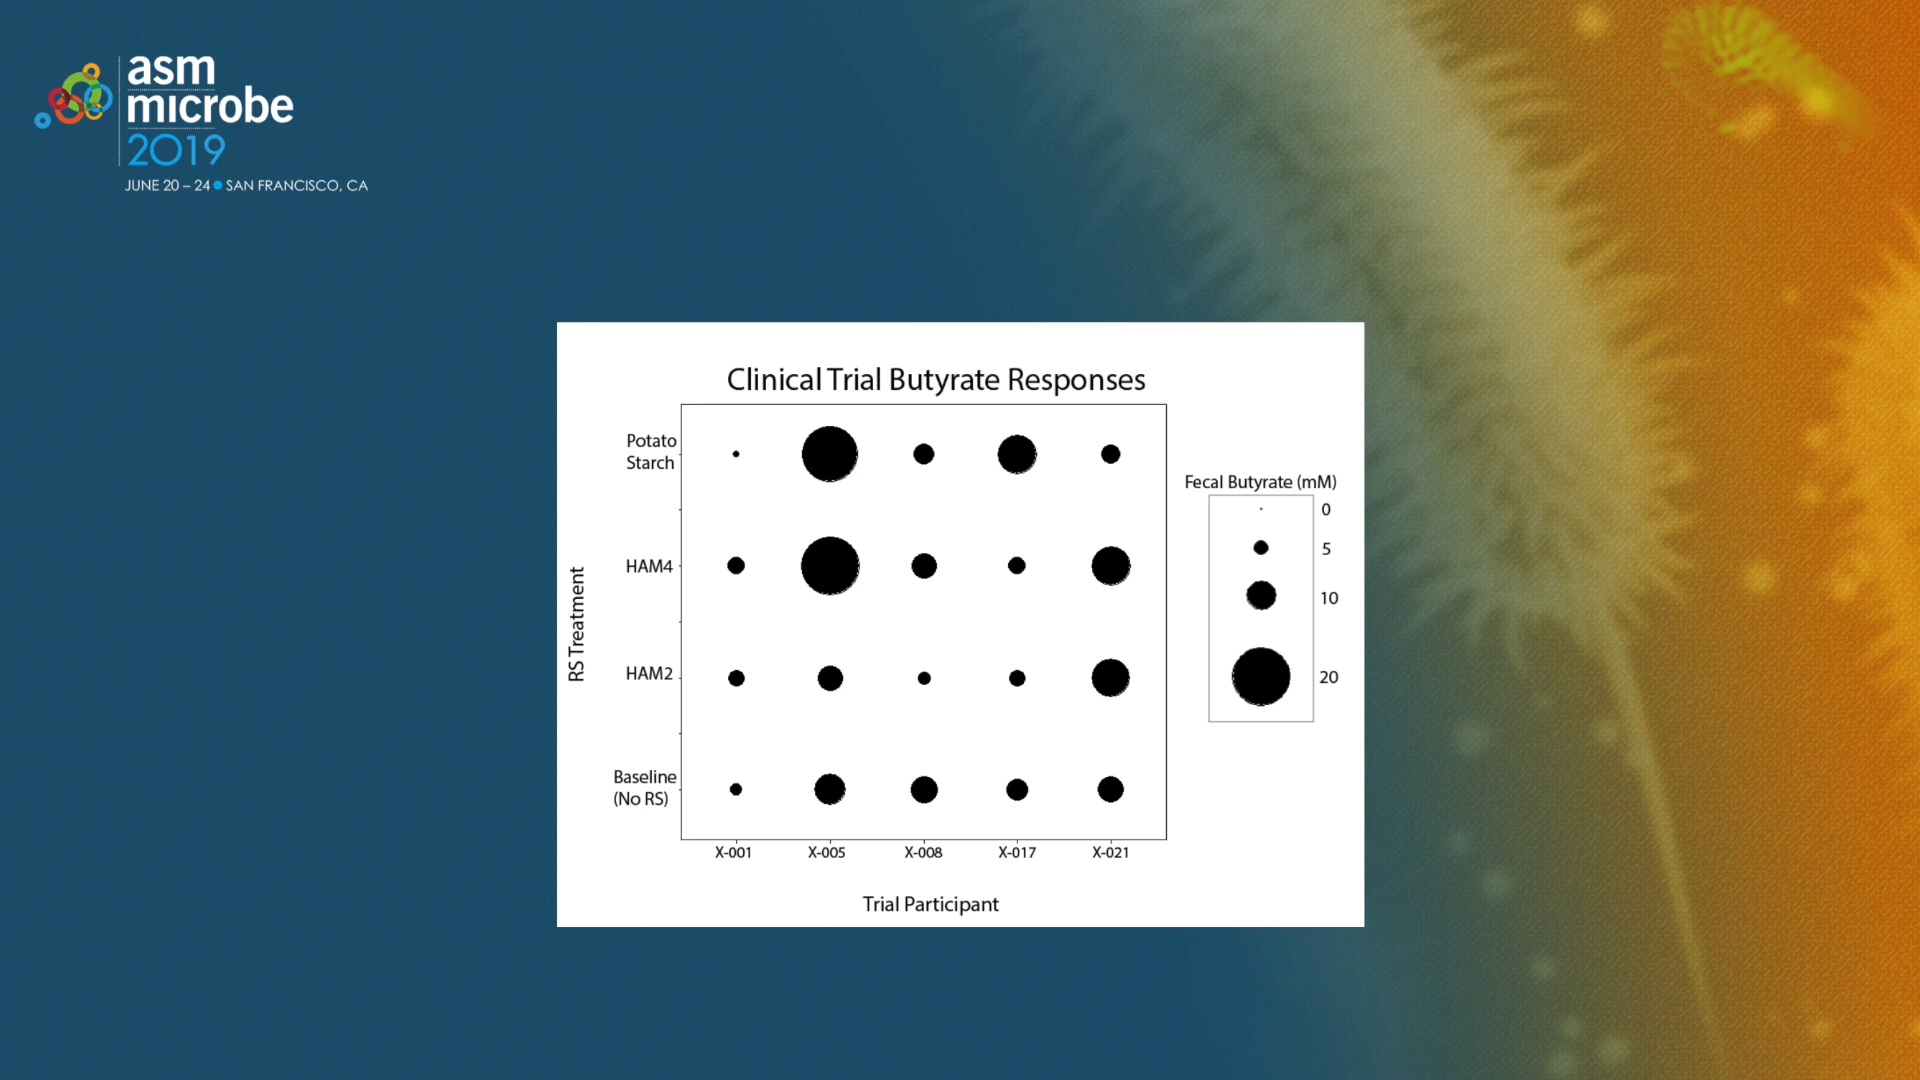 asm
microbe
2019
JUNE 20 – 24 SAN FRANCISCO, CA
Clinical Trial Butyrate Responses
Potato
Starch
HAM4
HAM2
Baseline
(No RS)
RS Treatment
X-001 X-005 X-008 X-017 X-021
Trial Participant
Fecal Butyrate (mM)
0
5
10
20